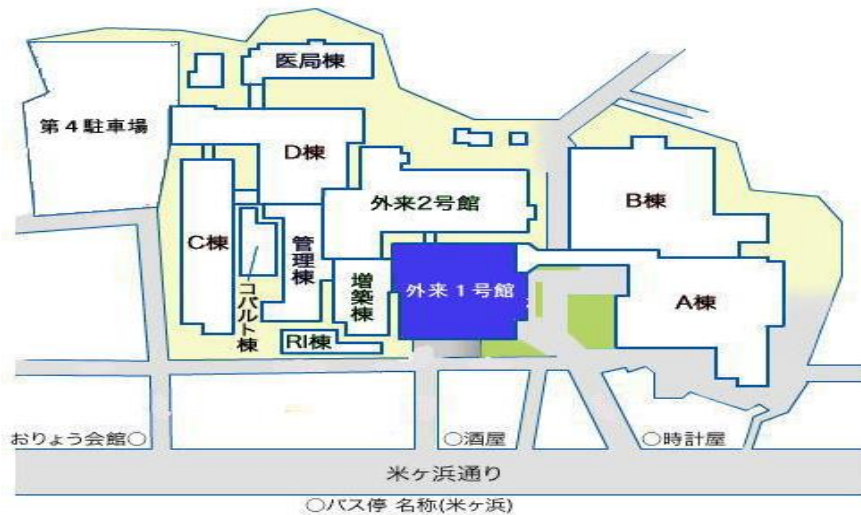 医局棟
第４駐車場
D棟
B棟
外来2号館
C棟
管理棟
コバルト棟
増築棟
外来１号館
A棟
RI棟
おりょう会館○
○酒屋
○時計屋
米ヶ浜通り
○バス停 名称(米ヶ浜)